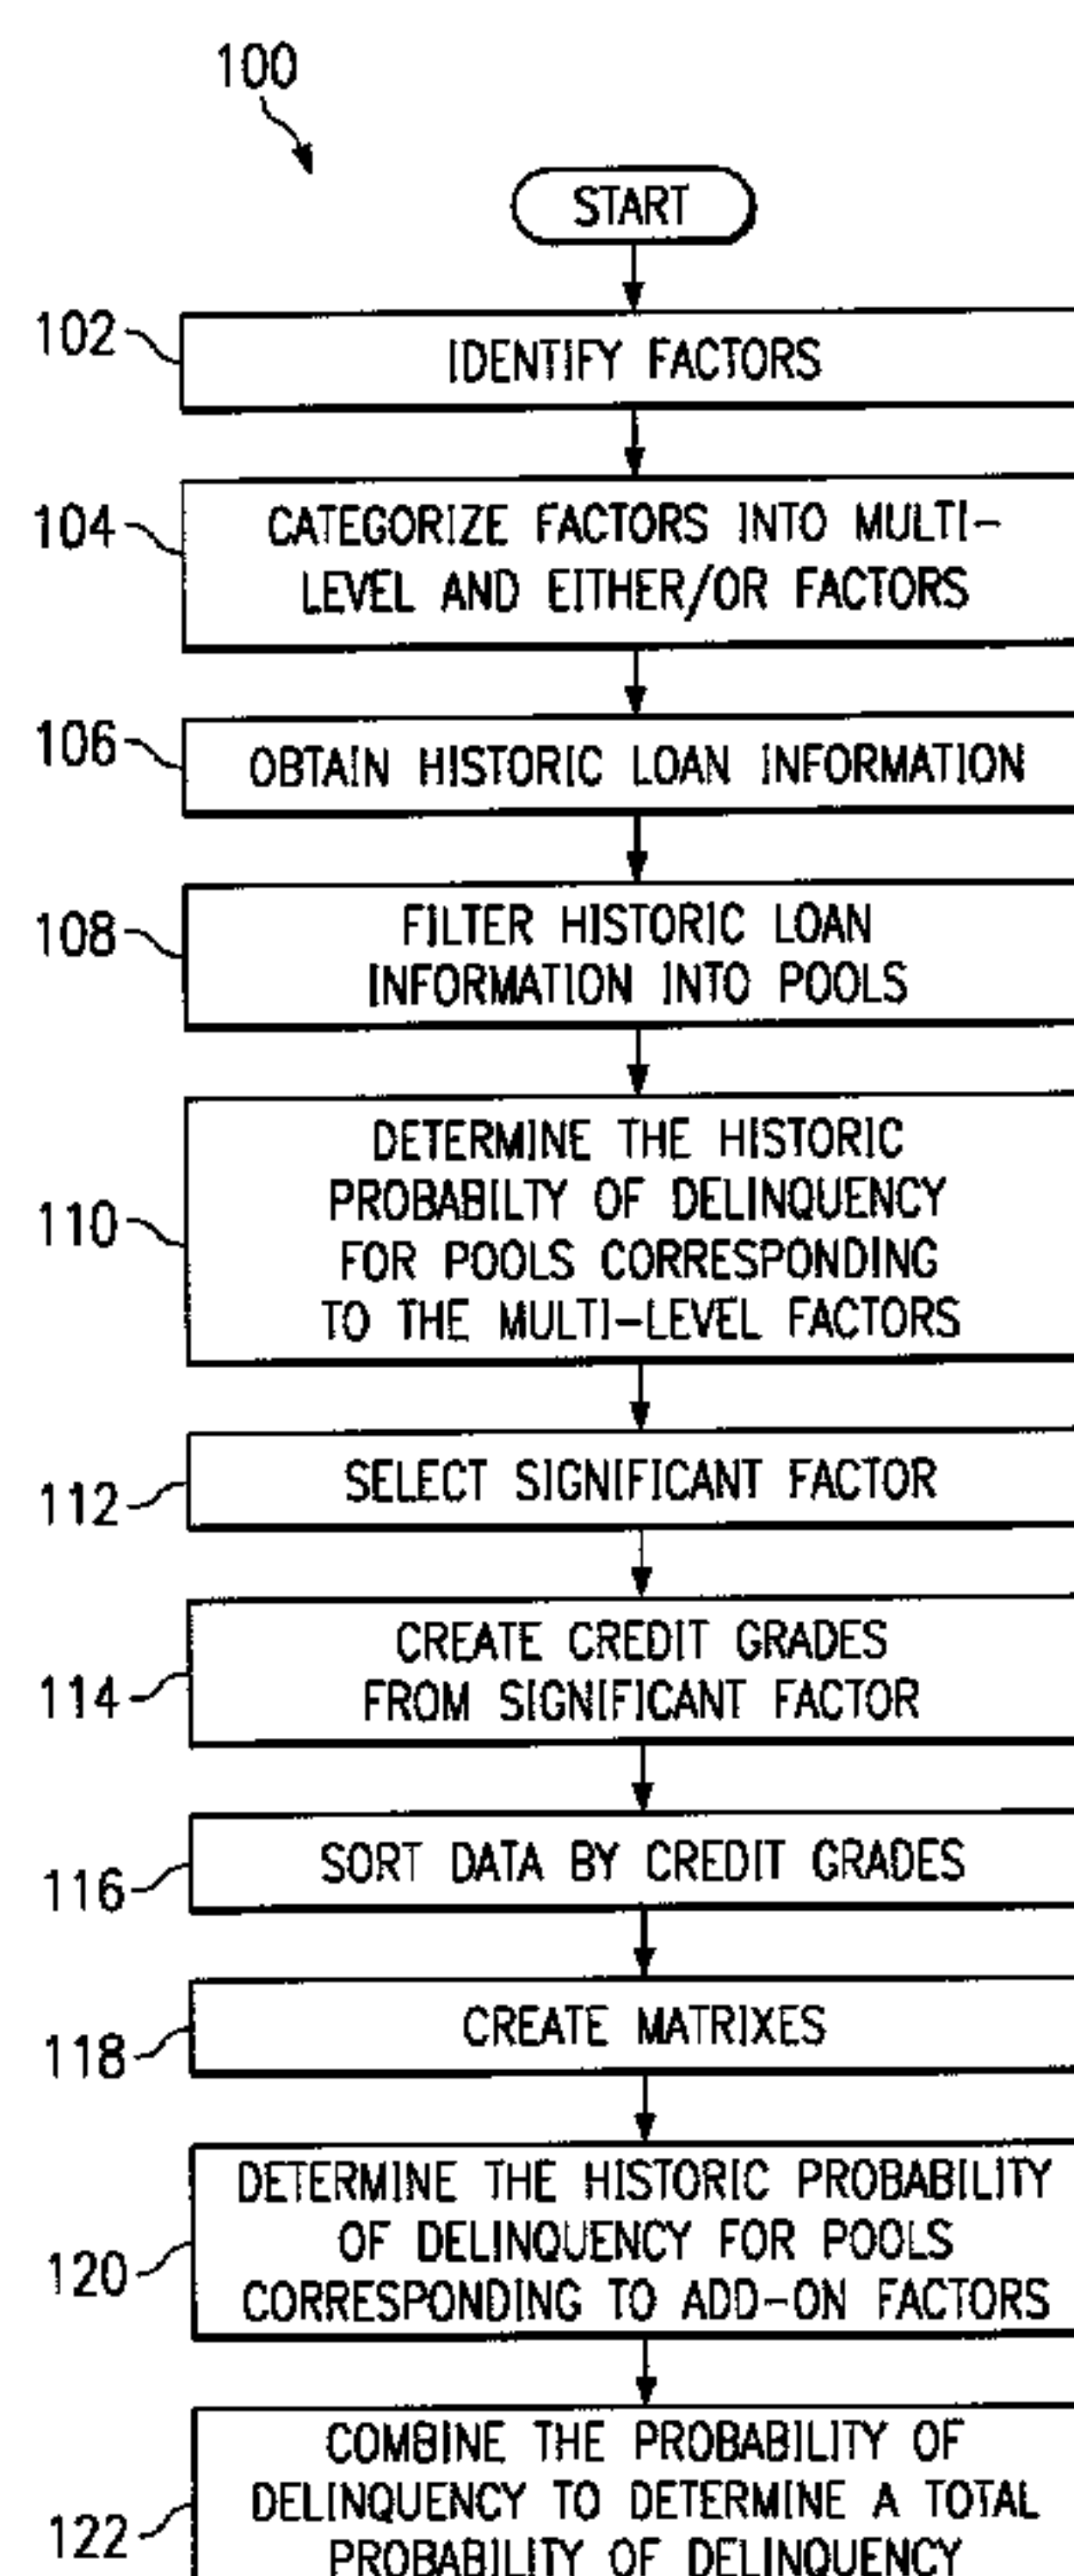 100
START
102
IDENTIFY FACTORS
104
CATEGORIZE FACTORS INTO MULTI-
LEVEL AND EITHER/OR FACTORS
106
OBTAIN HISTORIC LOAN INFORMATION
108
FILTER HISTORIC LOAN
INFORMATION INTO POOLS
110
DETERMINE THE HISTORIC
PROBABILTY OF DELINQUENCY
FOR POOLS CORRESPONDING
TO THE MULTI-LEVEL FACTORS
112
SELECT SIGNIFICANT FACTOR
114
CREATE CREDIT GRADES
FROM SIGNIFICANT FACTOR
116
SORT DATA BY CREDIT GRADES
118
CREATE MATRIXES
120
DETERMINE THE HISTORIC PROBABILITY
OF DELINQUENCY FOR POOLS
CORRESPONDING TO ADD-ON FACTORS
122
COMBINE THE PROBABILITY OF
DELINQUENCY TO DETERMINE A TOTAL
PROBABILITY OF DELINQUENCY